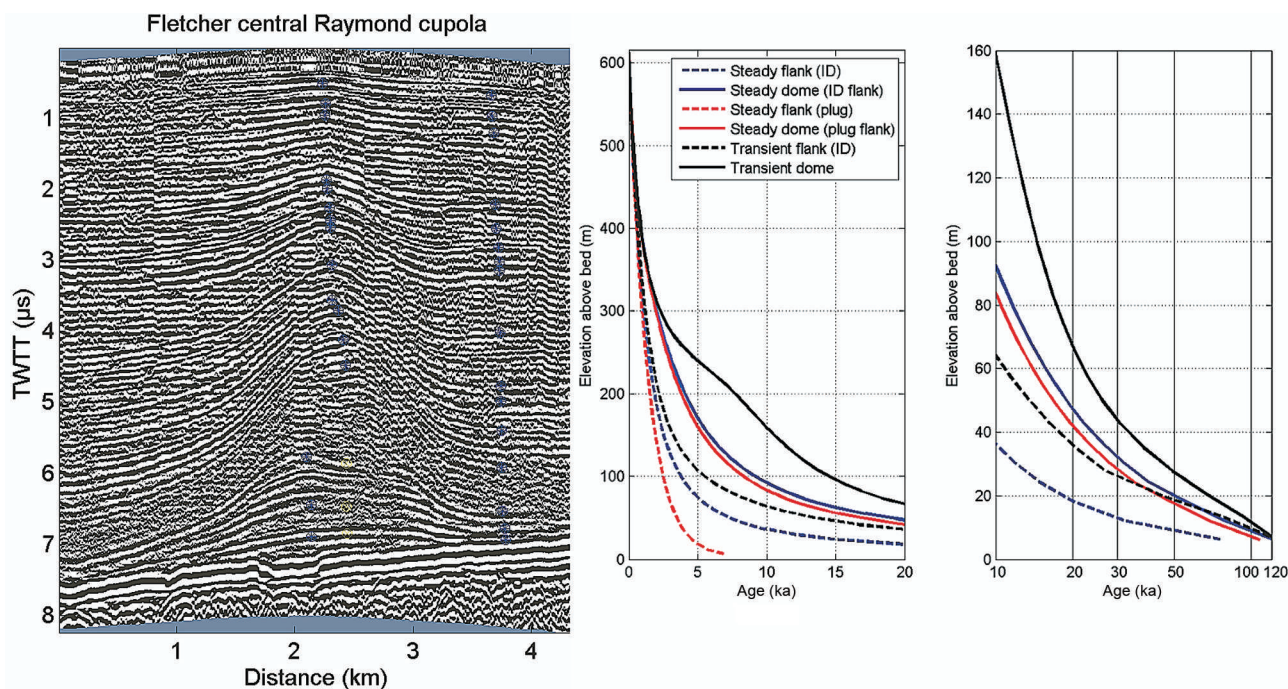 Fletcher central Raymond cupola
TWTT (μs)
1
2
3
4
5
6
7
8
1 2 3 4
Distance (km)
Elevation above bed (m)
600
500
400
300
200
100
0
Steady flank (ID)
Steady dome (ID flank)
Steady flank (plug)
Steady dome (plug flank)
Transient flank (ID)
Transient dome
0 5 10 15 20
Age (ka)
Elevation above bed (m)
160
140
120
100
80
60
40
20
0
10 20 30 50 100 120
Age (ka)